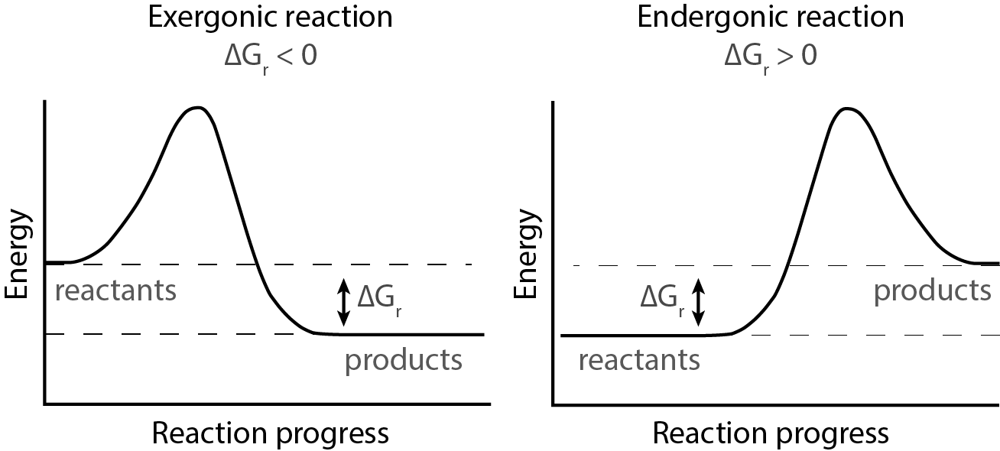 Exergonic reaction
ΔGr < 0
Energy
reactants
ΔGr
products
Reaction progress
Endergonic reaction
ΔGr > 0
Energy
products
ΔGr
reactants
Reaction progress